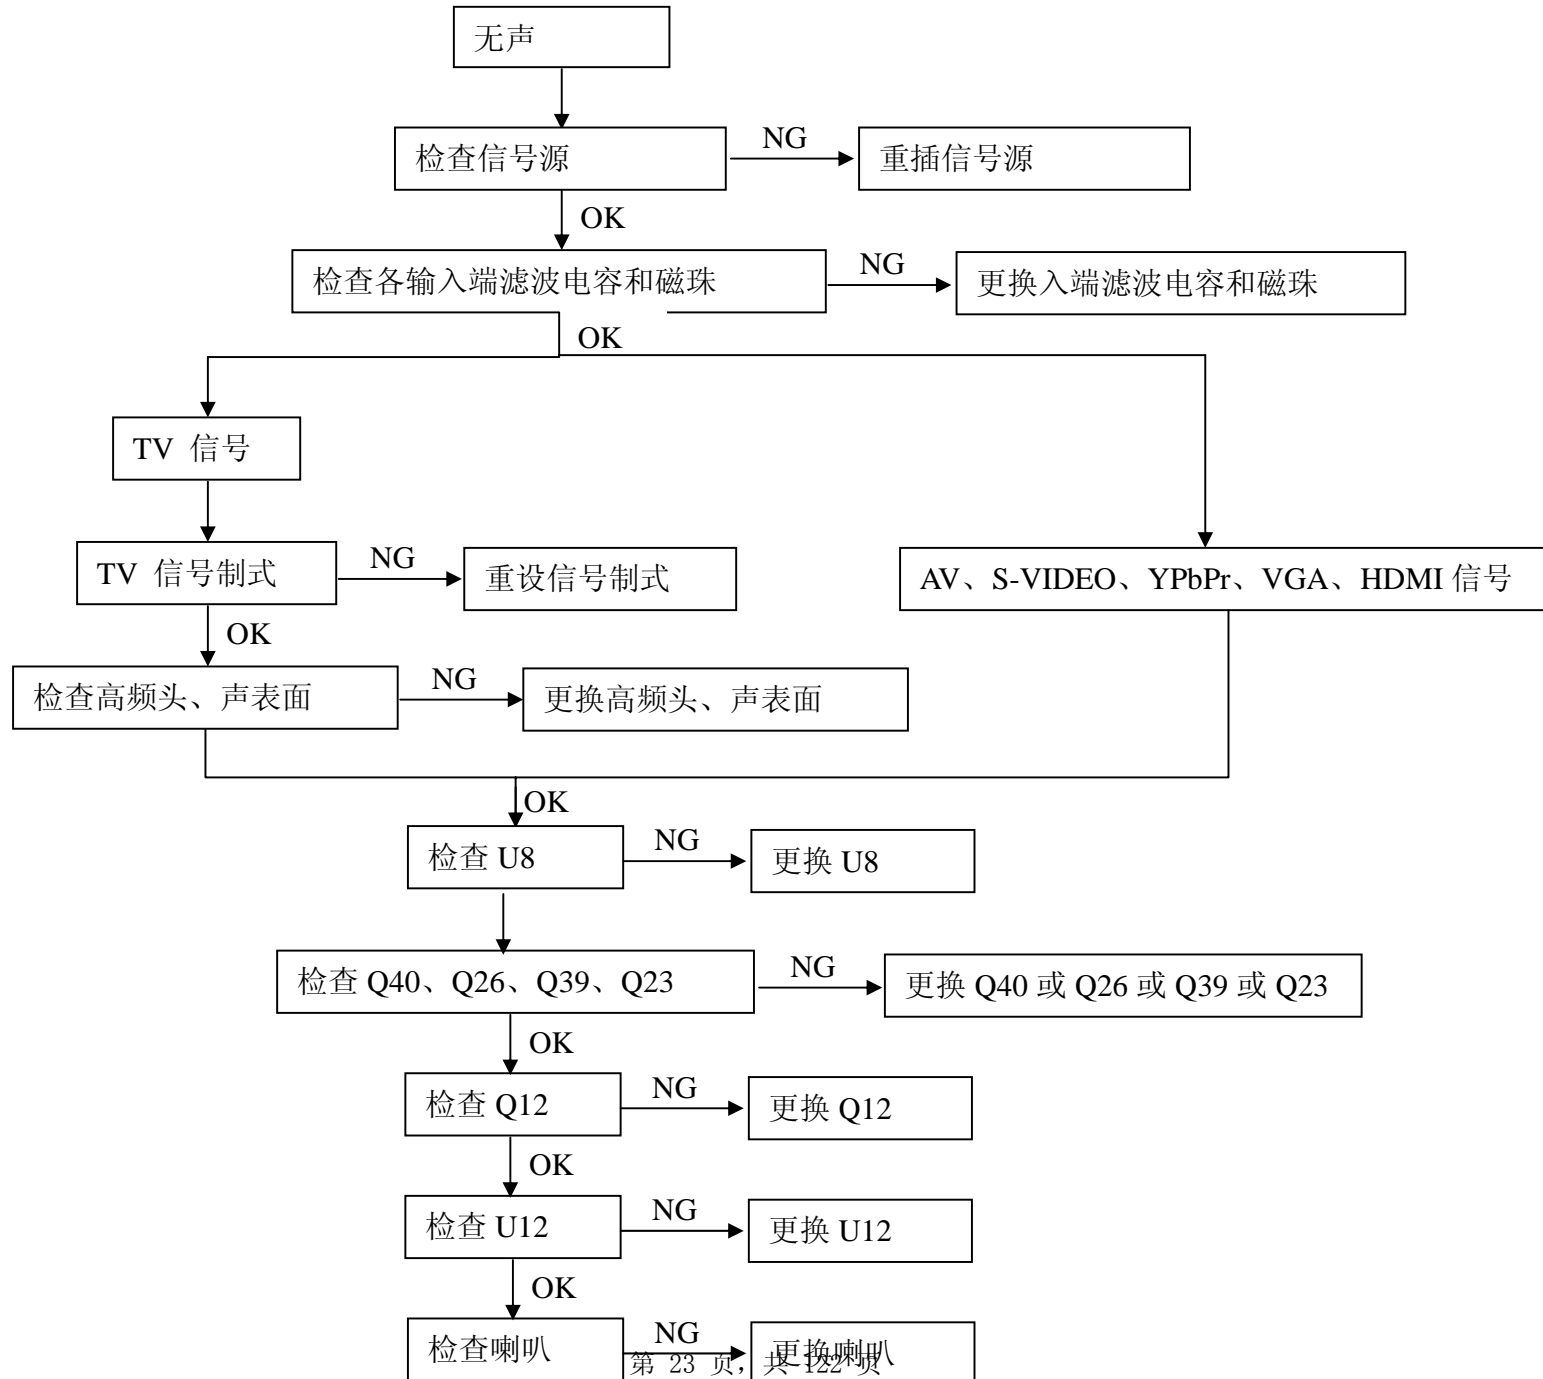 无声
检查信号源
NG
重插信号源
OK
检查各输入端滤波电容和磁珠
NG
更换入端滤波电容和磁珠
OK
TV 信号
TV 信号制式
NG
重设信号制式
AV、S-VIDEO、YPbPr、VGA、HDMI 信号
OK
检查高频头、声表面
NG
更换高频头、声表面
OK
检查 U8
NG
更换 U8
检查 Q40、Q26、Q39、Q23
NG
更换 Q40 或 Q26 或 Q39 或 Q23
OK
检查 Q12
NG
更换 Q12
OK
检查 U12
NG
更换 U12
OK
检查喇叭
NG
更换喇叭
第 23 页，共 122 页